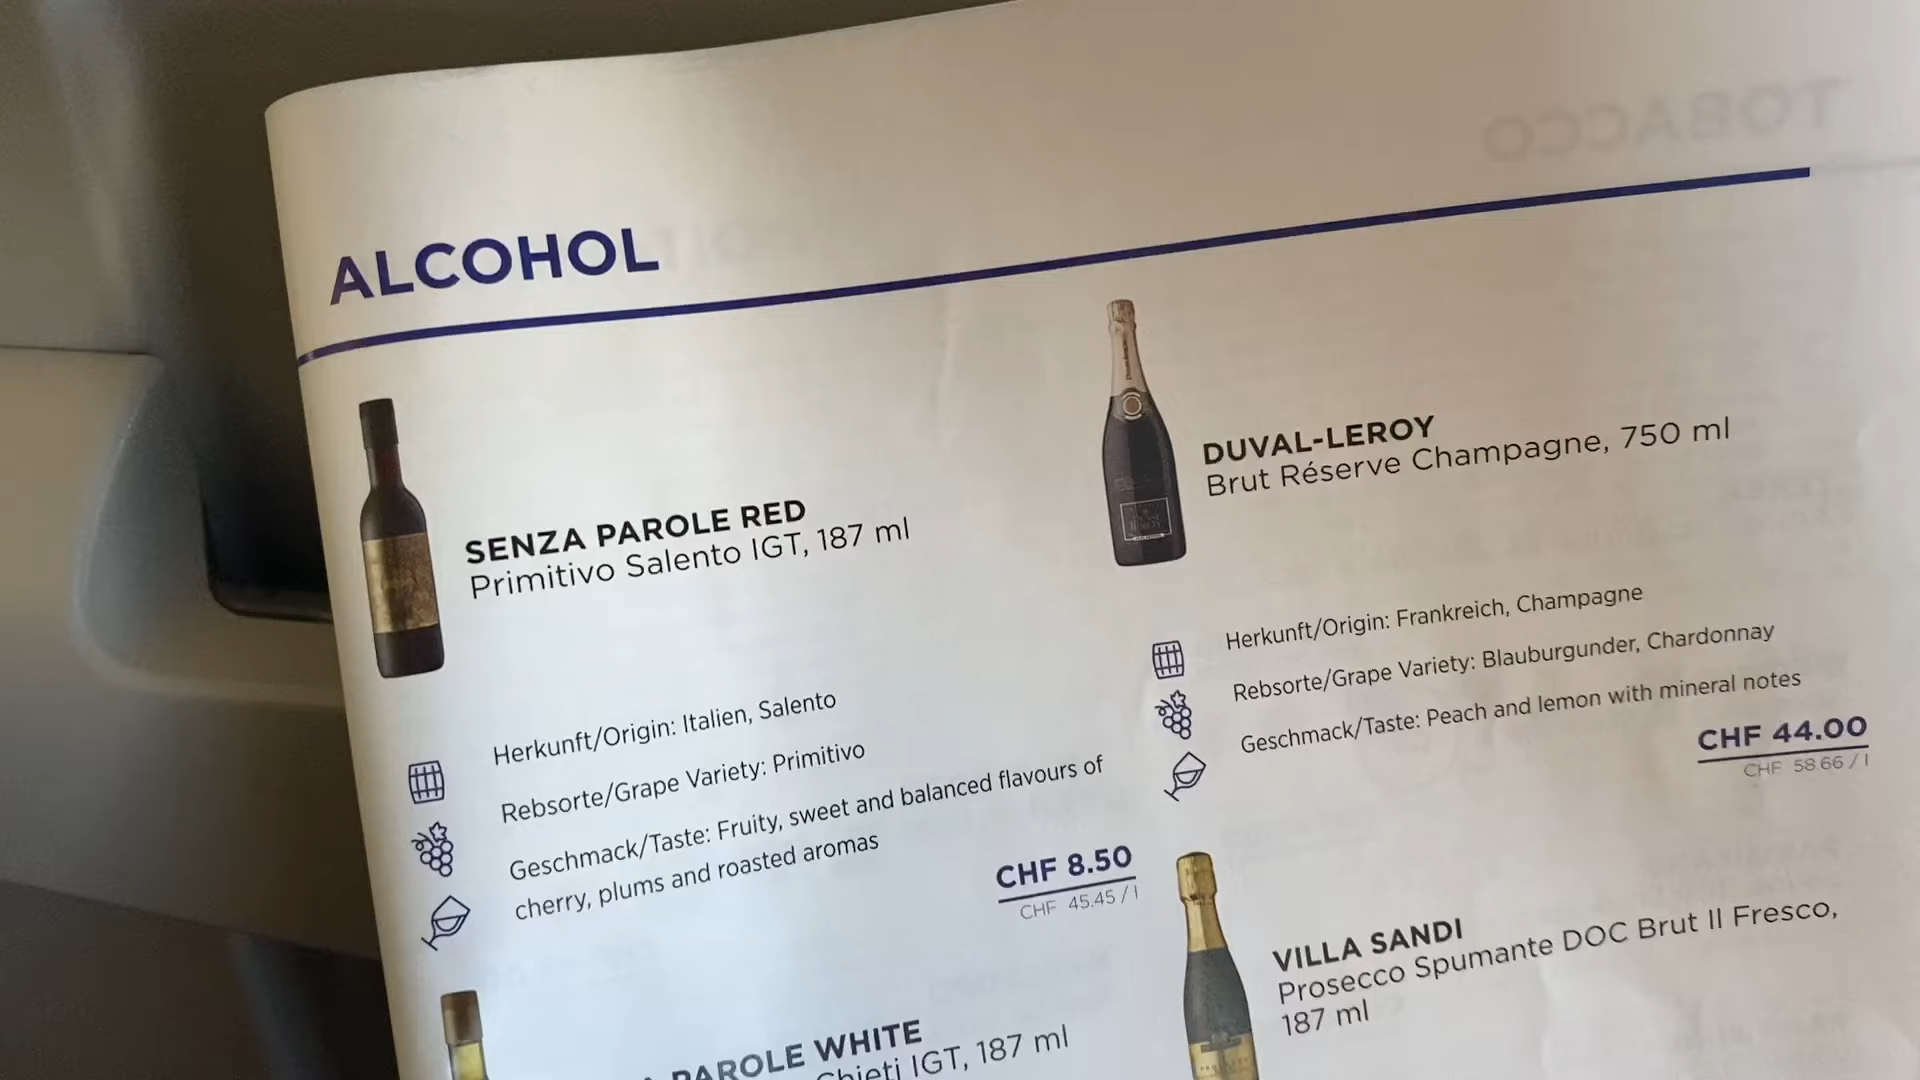 ALCOHOL
SENZA PAROLE RED
Primitivo Salento IGT, 187 ml
Herkunft/Origin: Italien, Salento
Rebsorte/Grape Variety: Primitivo
Geschmack/Taste: Fruity, sweet and balanced flavours of
cherry, plums and roasted aromas
CHF 8.50
CHF 45.45 / l
PAROLE WHITE
Chieti IGT, 187 ml
DUVAL-LEROY
Brut Réserve Champagne, 750 ml
Herkunft/Origin: Frankreich, Champagne
Rebsorte/Grape Variety: Blauburgunder, Chardonnay
Geschmack/Taste: Peach and lemon with mineral notes
CHF 44.00
CHF 58.66 / l
VILLA SANDI
Prosecco Spumante DOC Brut Il Fresco,
187 ml
TOBACCO